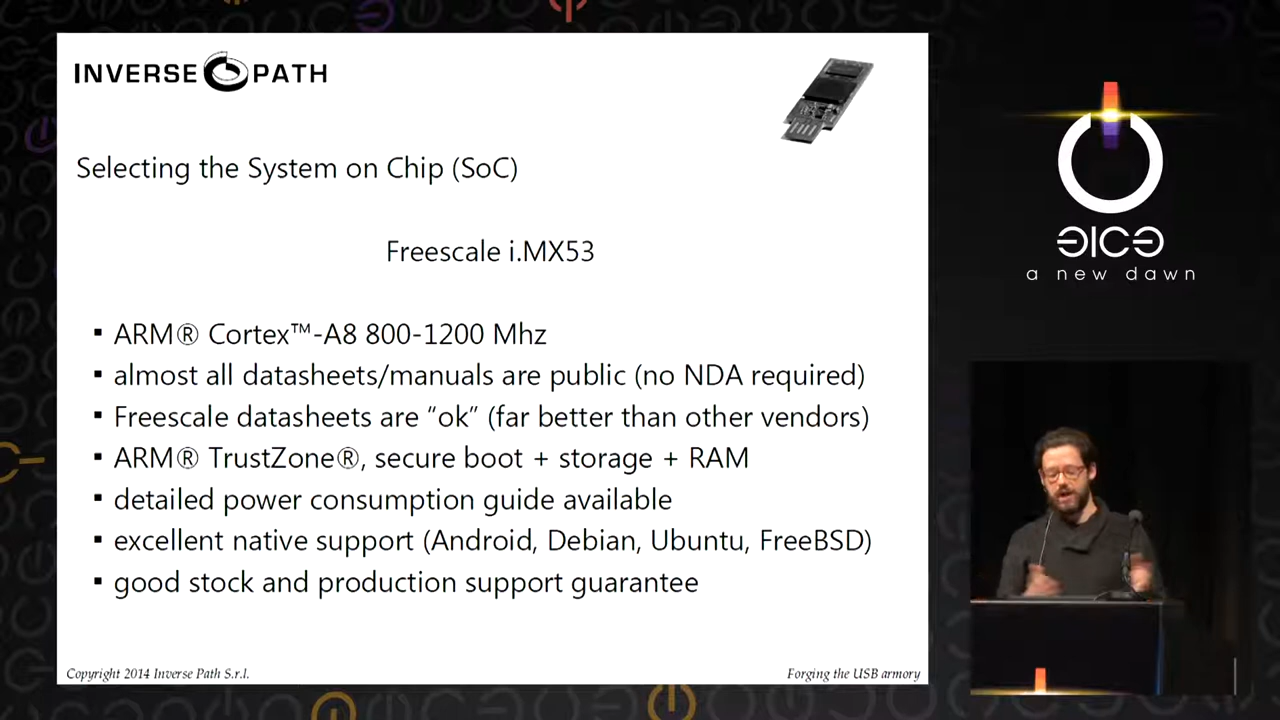 INVERSE PATH
Selecting the System on Chip (SoC)
Freescale i.MX53
▪ ARM® Cortex™-A8 800-1200 Mhz
▪ almost all datasheets/manuals are public (no NDA required)
▪ Freescale datasheets are “ok” (far better than other vendors)
▪ ARM® TrustZone®, secure boot + storage + RAM
▪ detailed power consumption guide available
▪ excellent native support (Android, Debian, Ubuntu, FreeBSD)
▪ good stock and production support guarantee
Copyright 2014 Inverse Path S.r.l.
Forging the USB armory
a new dawn